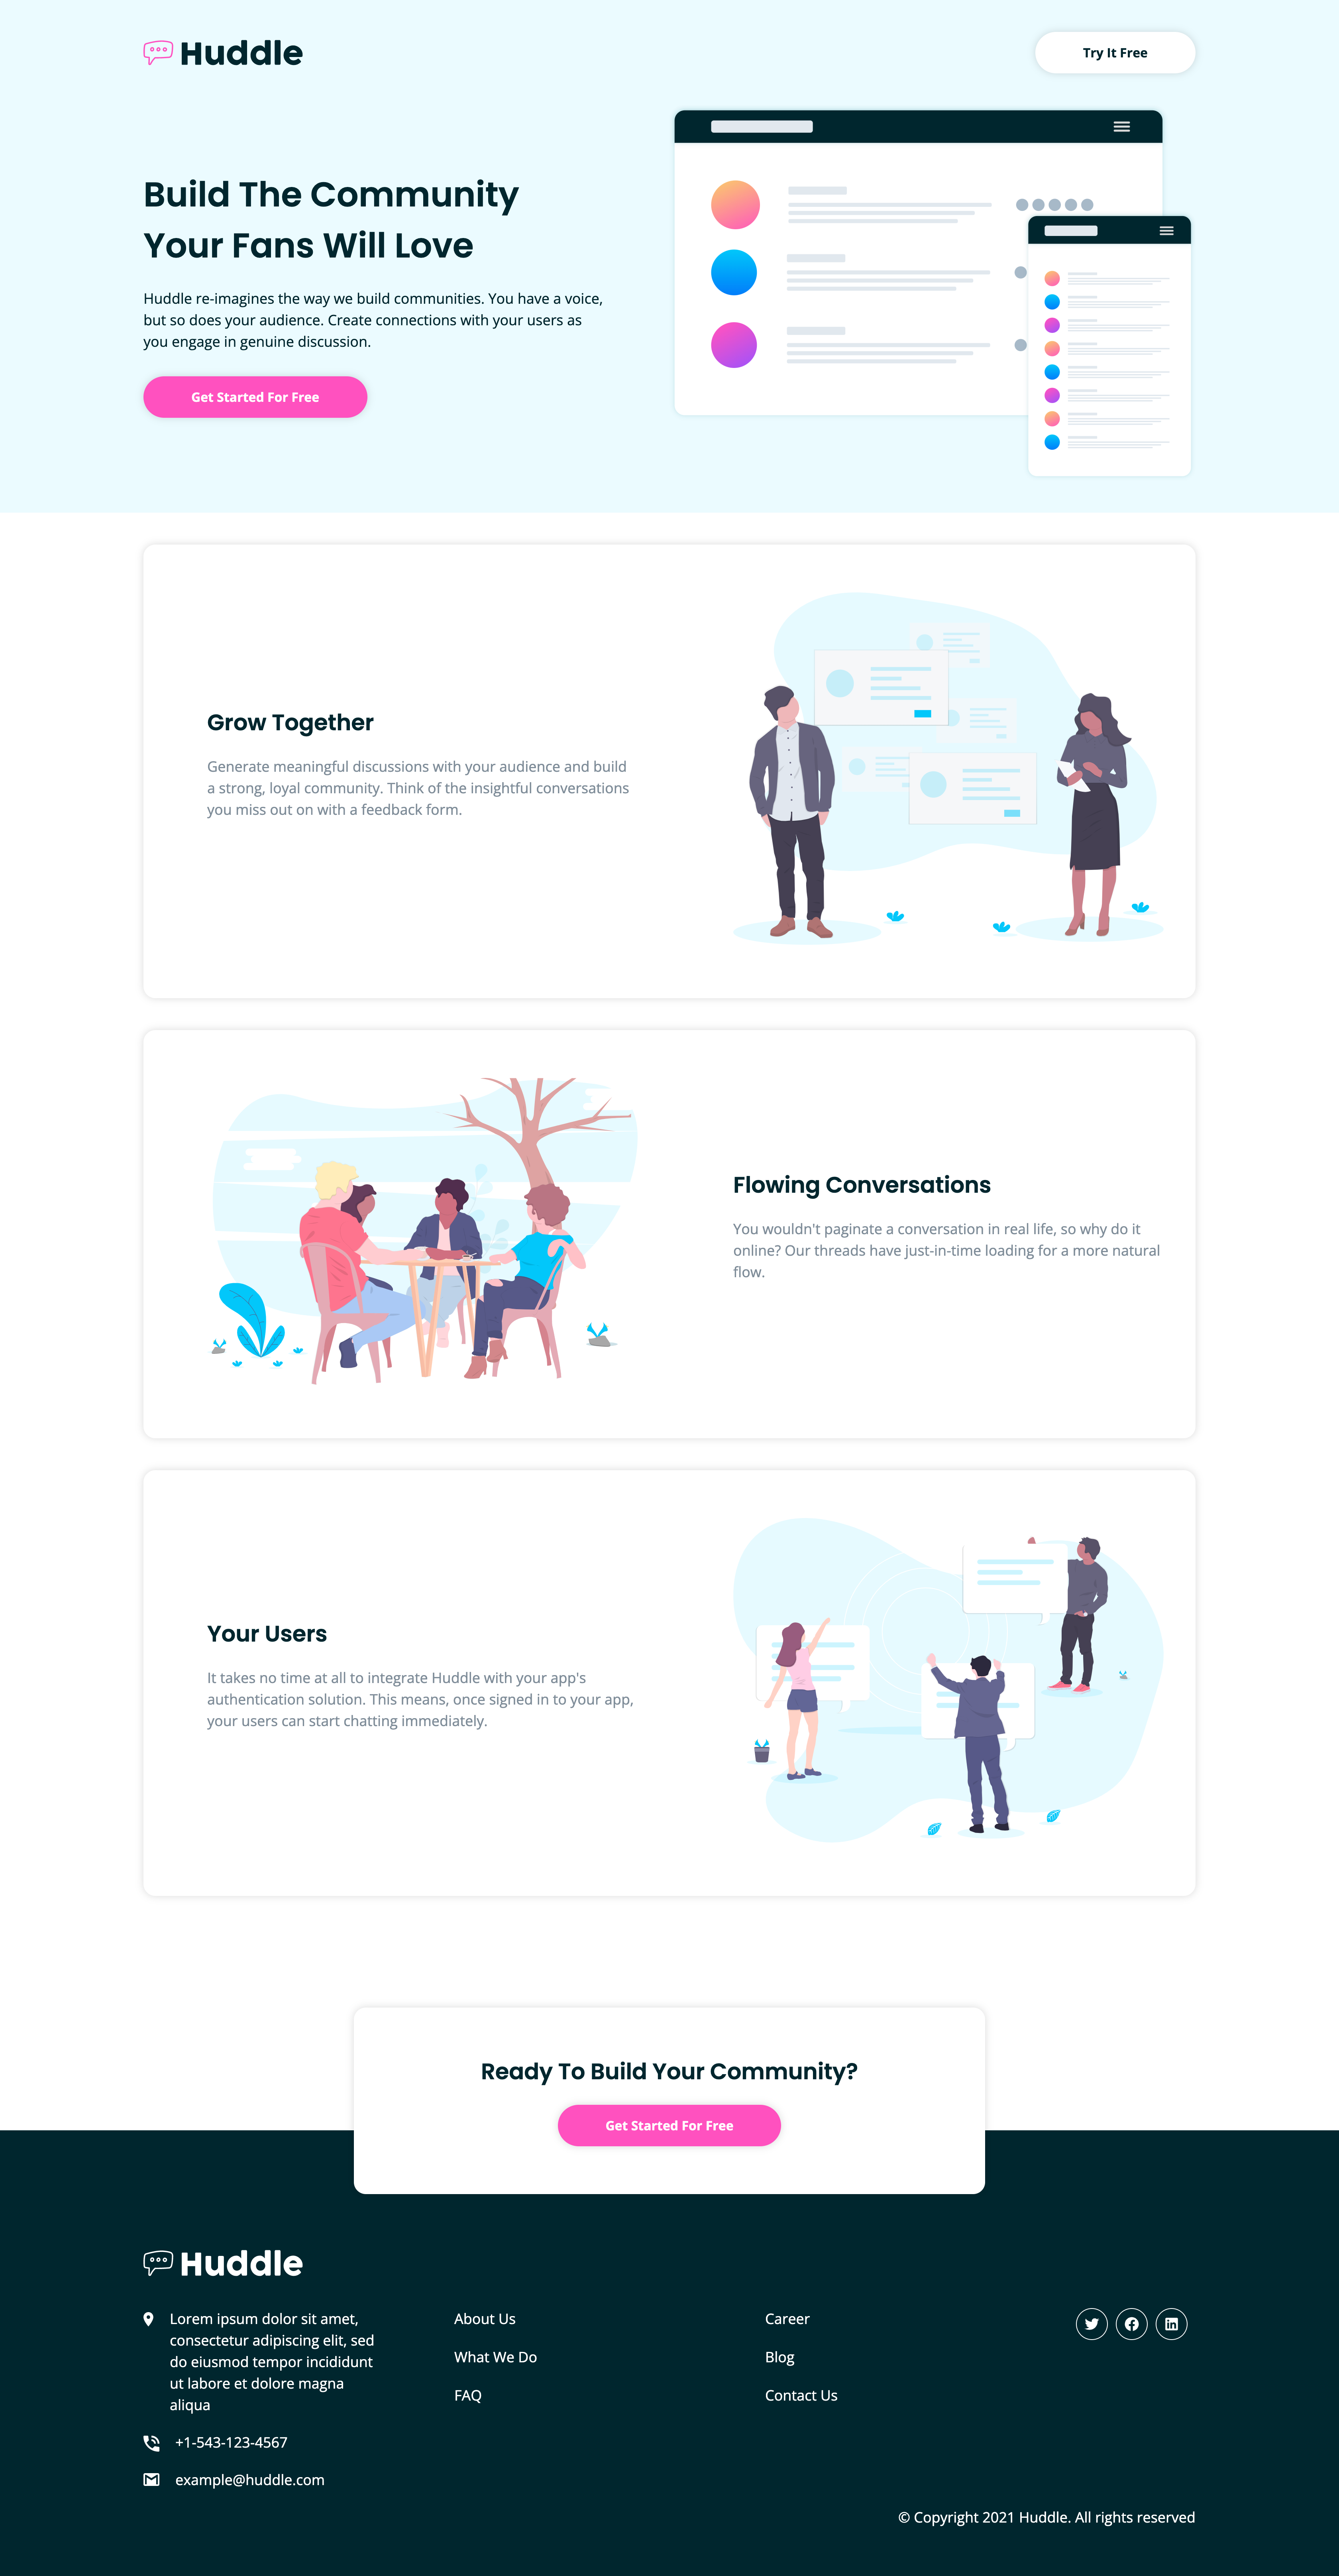 Huddle
Try It Free
Build The Community
Your Fans Will Love
Huddle re-imagines the way we build communities. You have a voice,
but so does your audience. Create connections with your users as
you engage in genuine discussion.
Get Started For Free
Grow Together
Generate meaningful discussions with your audience and build
a strong, loyal community. Think of the insightful conversations
you miss out on with a feedback form.
Flowing Conversations
You wouldn't paginate a conversation in real life, so why do it
online? Our threads have just-in-time loading for a more natural
flow.
Your Users
It takes no time at all to integrate Huddle with your app's
authentication solution. This means, once signed in to your app,
your users can start chatting immediately.
Ready To Build Your Community?
Get Started For Free
Huddle
Lorem ipsum dolor sit amet,
consectetur adipiscing elit, sed
do eiusmod tempor incididunt
ut labore et dolore magna
aliqua
+1-543-123-4567
example@huddle.com
About Us
What We Do
FAQ
Career
Blog
Contact Us
© Copyright 2021 Huddle. All rights reserved